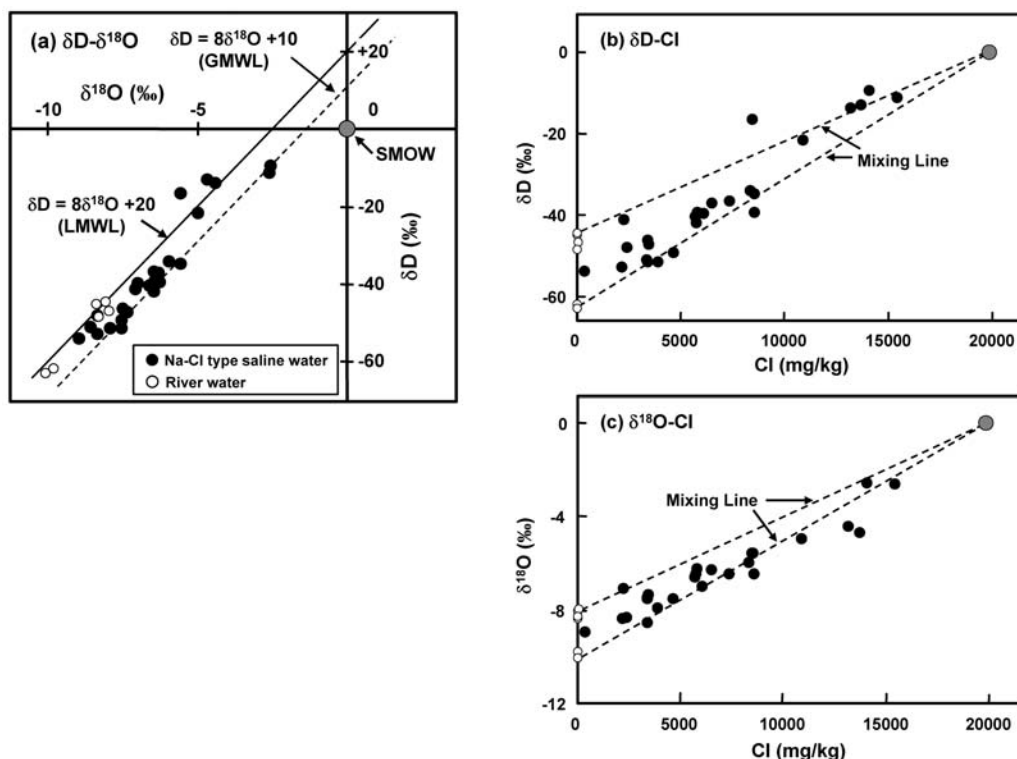 (a) δD-δ¹⁸O
δD = 8δ¹⁸O +10
(GMWL)
+20
δ¹⁸O (‰)
-10
-5
0
SMOW
δD = 8δ¹⁸O +20
(LMWL)
-20
δD (‰)
-40
-60
Na-Cl type saline water
River water
(b) δD-Cl
0
-20
-40
-60
δD (‰)
Mixing Line
0
5000
10000
15000
20000
Cl (mg/kg)
(c) δ¹⁸O-Cl
0
-4
-8
-12
δ¹⁸O (‰)
Mixing Line
0
5000
10000
15000
20000
Cl (mg/kg)